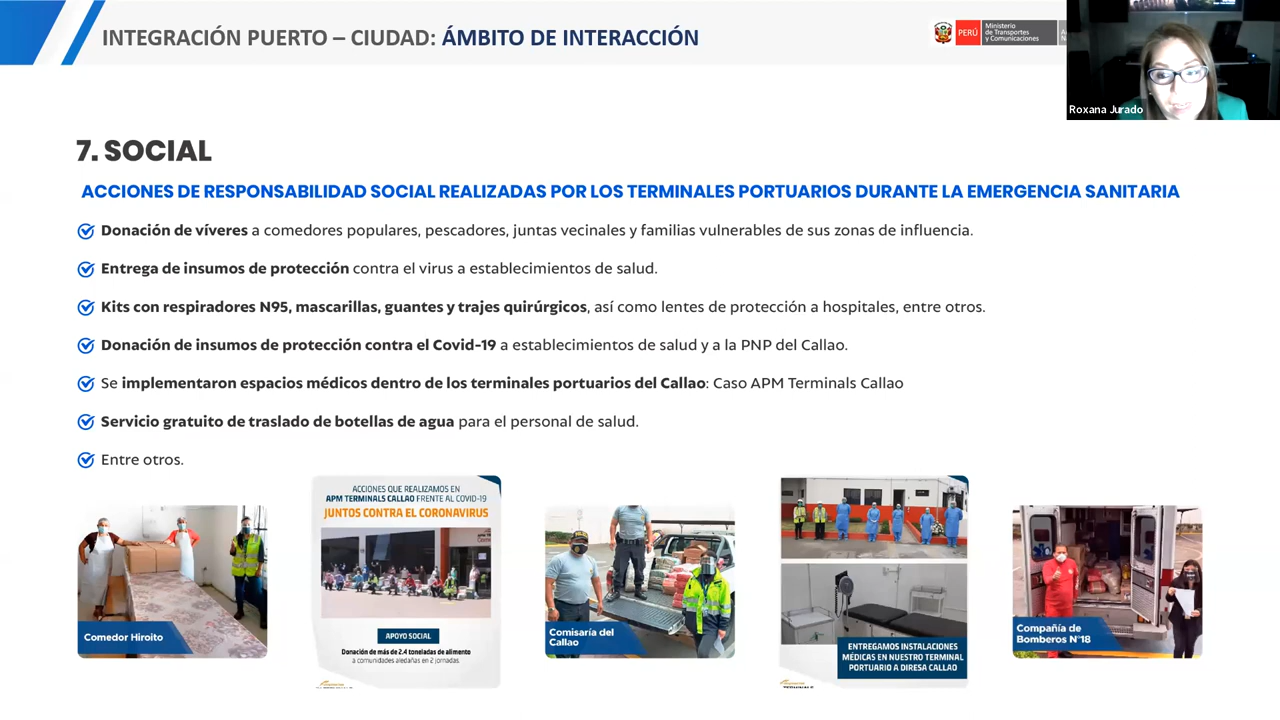 INTEGRACIÓN PUERTO – CIUDAD: ÁMBITO DE INTERACCIÓN
PERÚ
Ministerio
de Transportes
y Comunicaciones
Roxana Jurado
7. SOCIAL
ACCIONES DE RESPONSABILIDAD SOCIAL REALIZADAS POR LOS TERMINALES PORTUARIOS DURANTE LA EMERGENCIA SANITARIA
Donación de víveres a comedores populares, pescadores, juntas vecinales y familias vulnerables de sus zonas de influencia.
Entrega de insumos de protección contra el virus a establecimientos de salud.
Kits con respiradores N95, mascarillas, guantes y trajes quirúrgicos, así como lentes de protección a hospitales, entre otros.
Donación de insumos de protección contra el Covid-19 a establecimientos de salud y a la PNP del Callao.
Se implementaron espacios médicos dentro de los terminales portuarios del Callao: Caso APM Terminals Callao
Servicio gratuito de traslado de botellas de agua para el personal de salud.
Entre otros.
Comedor Hiroito
ACCIONES QUE REALIZAMOS EN
APM TERMINALS CALLAO FRENTE AL COVID-19
JUNTOS CONTRA EL CORONAVIRUS
APOYO SOCIAL
Donación de más de 2.4 toneladas de alimento
a comunidades aledañas en 2 jornadas.
Comisaría del
Callao
ENTREGAMOS INSTALACIONES
MÉDICAS EN NUESTRO TERMINAL
PORTUARIO A DIRESA CALLAO
Compañía de
Bomberos N°18